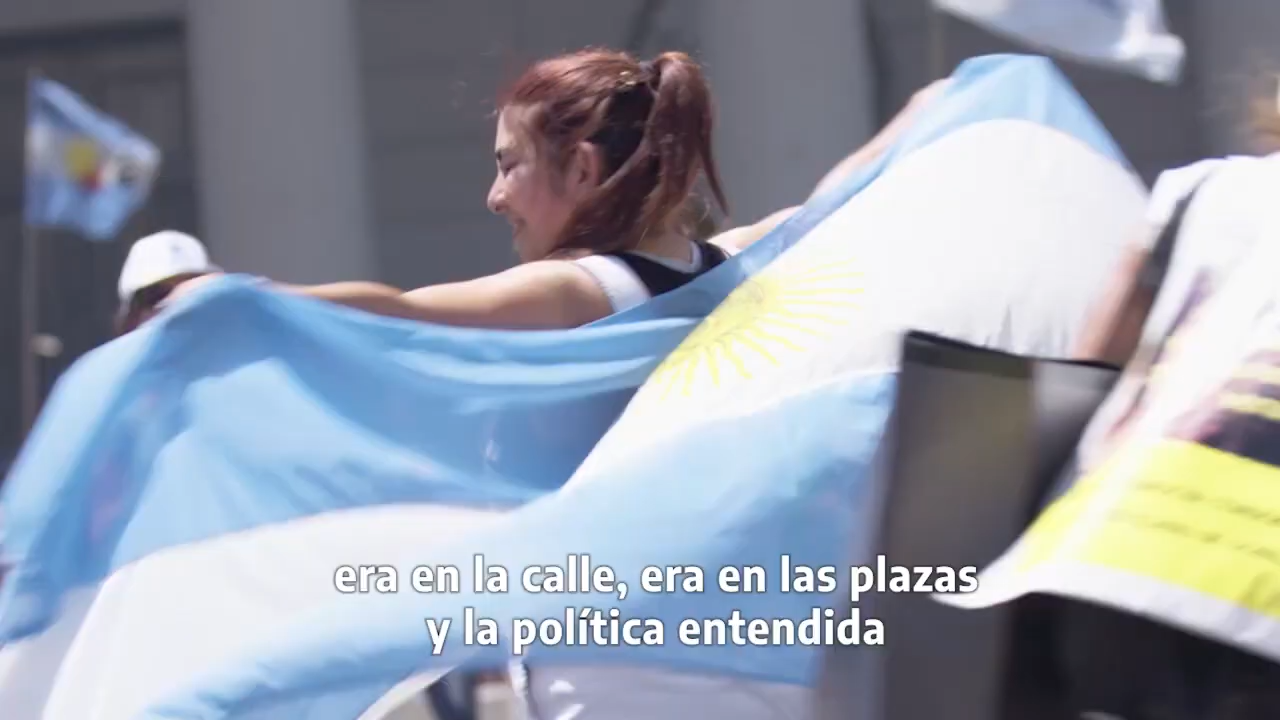 era en la calle, era en las plazas
y la política entendida